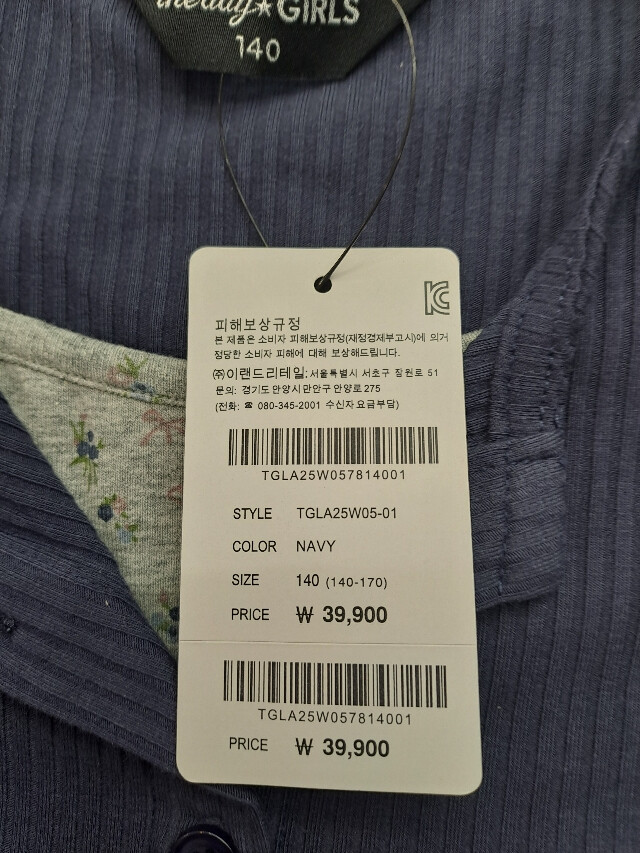 theday★GIRLS
140
피해보상규정
본 제품은 소비자 피해보상규정(재정경제부고시)에 의거
정당한 소비자 피해에 대해 보상해드립니다.
㈜이랜드리테일: 서울특별시 서초구 잠원로 51
문의: 경기도 안양시만안구 안양로 275
(전화: ☎ 080-345-2001 수신자 요금부담)
TGLA25W057814001
STYLE TGLA25W05-01
COLOR NAVY
SIZE 140 (140-170)
PRICE ₩ 39,900
TGLA25W057814001
PRICE ₩ 39,900